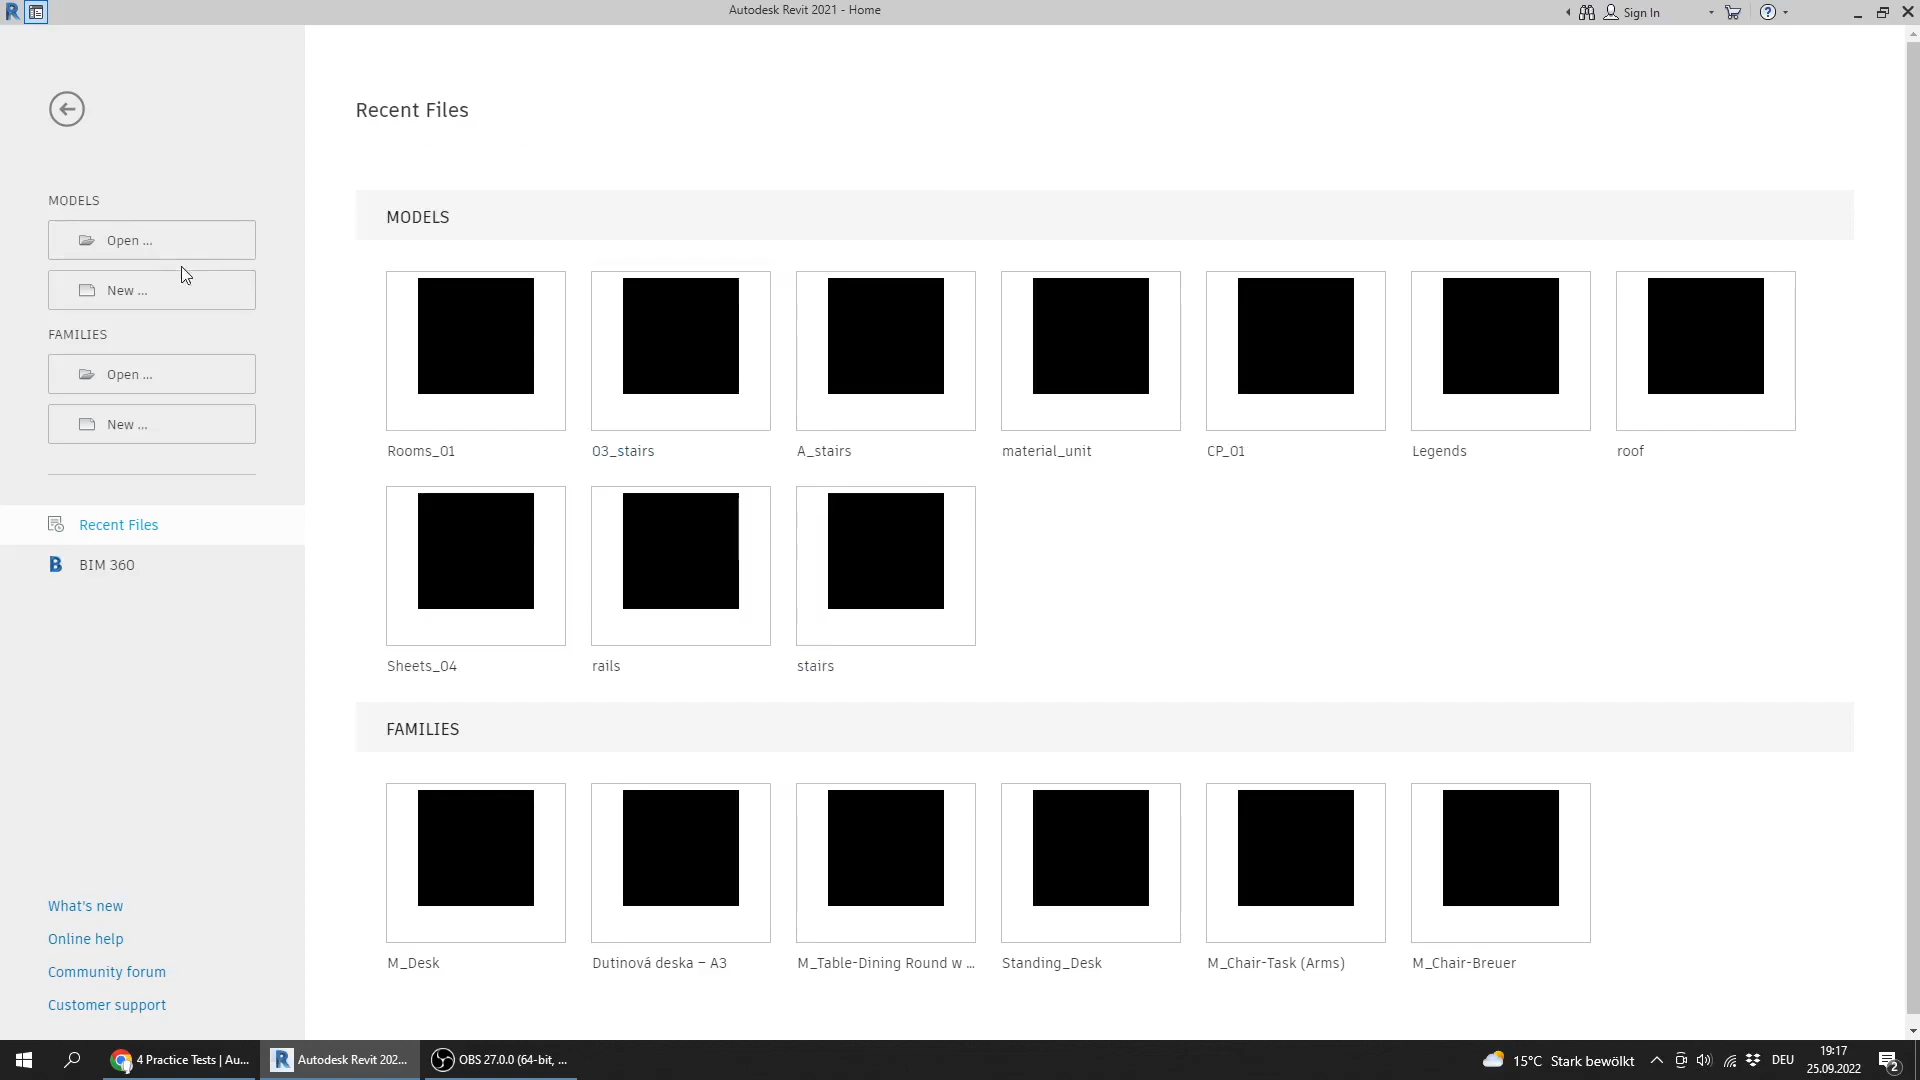 Autodesk Revit 2021 - Home
Sign In
Recent Files
MODELS
Open ...
New ...
FAMILIES
Open ...
New ...
Recent Files
BIM 360
What's new
Online help
Community forum
Customer support
MODELS
Rooms_01
03_stairs
A_stairs
material_unit
CP_01
Legends
roof
Sheets_04
rails
stairs
FAMILIES
M_Desk
Dutinová deska – A3
M_Table-Dining Round w ...
Standing_Desk
M_Chair-Task (Arms)
M_Chair-Breuer
4 Practice Tests | Au...
Autodesk Revit 202...
OBS 27.0.0 (64-bit, ...
15°C Stark bewölkt
DEU
19:17
25.09.2022
2